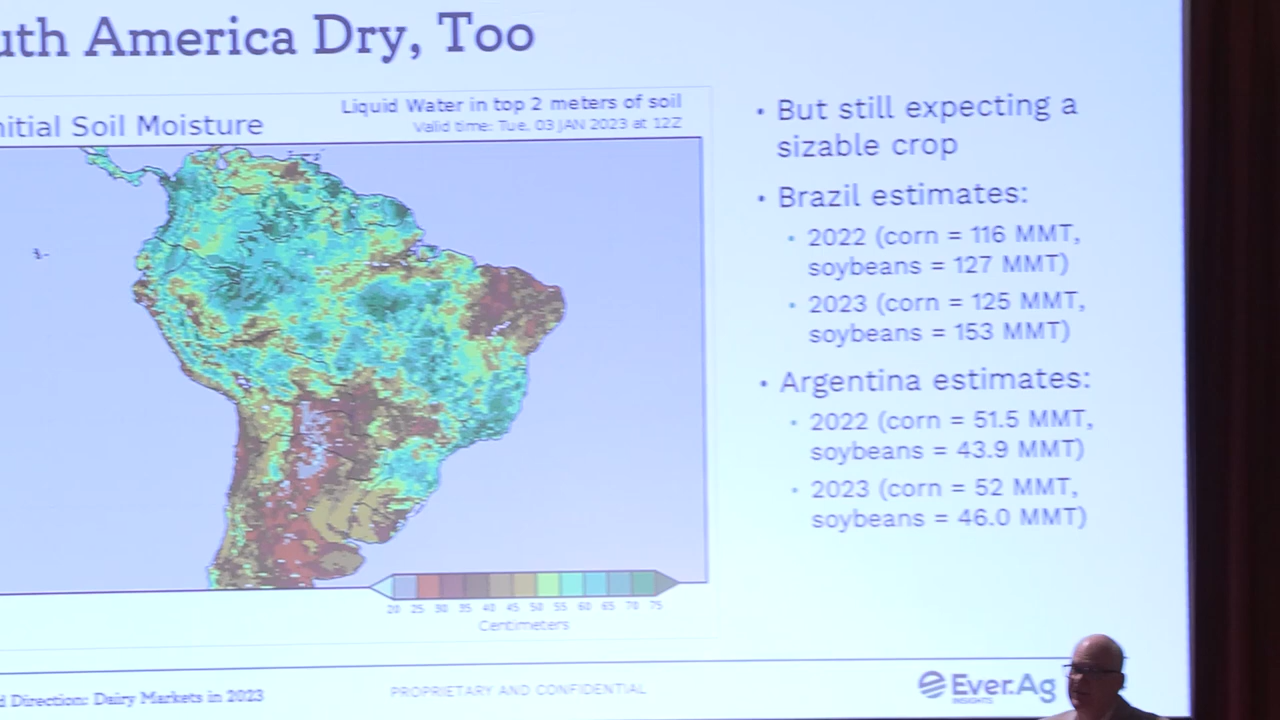 uth America Dry, Too
nitial Soil Moisture
Liquid Water in top 2 meters of soil
Valid time: Tue, 03 JAN 2023 at 12Z
• But still expecting a
sizable crop
• Brazil estimates:
• 2022 (corn = 116 MMT,
soybeans = 127 MMT)
• 2023 (corn = 125 MMT,
soybeans = 153 MMT)
• Argentina estimates:
• 2022 (corn = 51.5 MMT,
soybeans = 43.9 MMT)
• 2023 (corn = 52 MMT,
soybeans = 46.0 MMT)
20 25 30 35 40 45 50 55 60 65 70 75
Centimeters
d Direction: Dairy Markets in 2023
PROPRIETARY AND CONFIDENTIAL
Ever.Ag
INSIGHTS